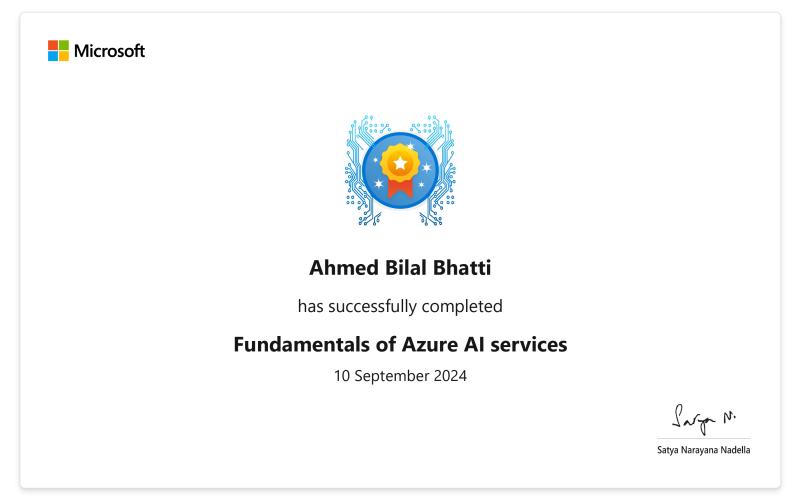 Microsoft
Ahmed Bilal Bhatti
has successfully completed
Fundamentals of Azure AI services
10 September 2024
Satya N.
Satya Narayana Nadella